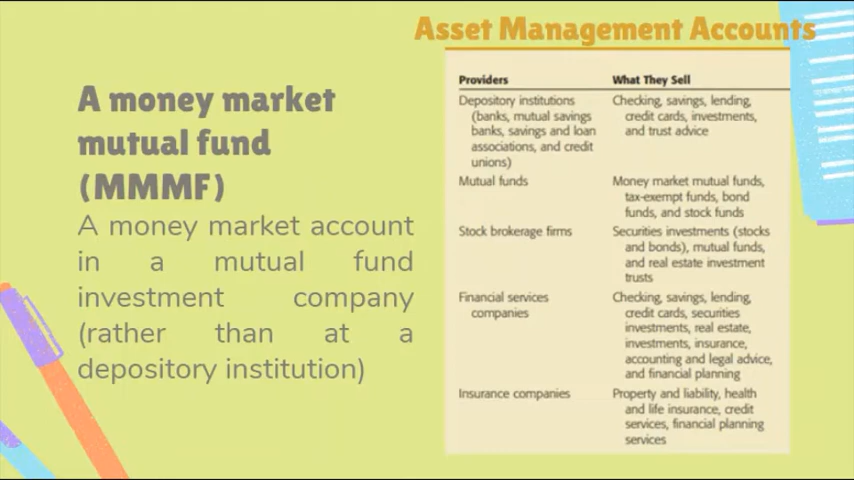 Asset Management Accounts
A money market
mutual fund
(MMMF)
A money market account
in a mutual fund
investment company
(rather than at a
depository institution)
Providers What They Sell
Depository institutions Checking, savings, lending,
(banks, mutual savings credit cards, investments,
banks, savings and loan and trust advice
associations, and credit
unions)
Mutual funds Money market mutual funds,
tax-exempt funds, bond
funds, and stock funds
Stock brokerage firms Securities investments (stocks
and bonds), mutual funds,
and real estate investment
trusts
Financial services Checking, savings, lending,
companies credit cards, securities
investments, real estate,
investments, insurance,
accounting and legal advice,
and financial planning
Insurance companies Property and liability, health
and life insurance, credit
services, financial planning
services